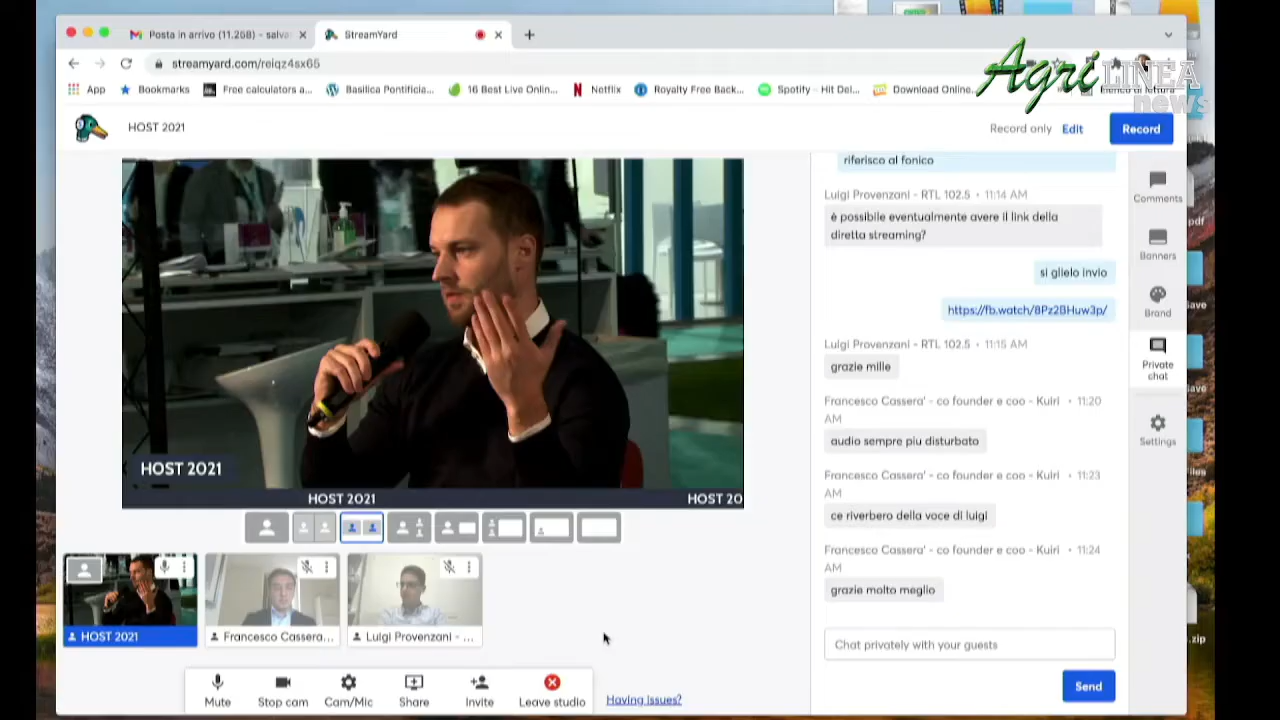 Posta in arrivo (11.268) - salva
StreamYard
Agri LINEA
news
streamyard.com/reiqz4sx65
App
Bookmarks
Free calculators a...
Basilica Pontificia...
16 Best Live Onlin...
Netflix
Royalty Free Back...
Spotify – Hit Del...
Download Online...
HOST 2021
Record only
Edit
Record
riferisco al fonico
Luigi Provenzani - RTL 102.5 • 11:14 AM
è possibile eventualmente avere il link della
diretta streaming?
si glielo invio
https://fb.watch/8Pz2BHuw3p/
Luigi Provenzani - RTL 102.5 • 11:15 AM
grazie mille
Francesco Cassera' - co founder e coo - Kuiri • 11:20
AM
audio sempre piu disturbato
Francesco Cassera' - co founder e coo - Kuiri • 11:23
AM
ce riverbero della voce di luigi
Francesco Cassera' - co founder e coo - Kuiri • 11:24
AM
grazie molto meglio
Chat privately with your guests
Send
Comments
Banners
Brand
Private
chat
Settings
HOST 2021
HOST 2021
HOST 20
HOST 2021
Francesco Cassera...
Luigi Provenzani - ...
Mute
Stop cam
Cam/Mic
Share
Invite
Leave studio
Having issues?
pdf
.zip